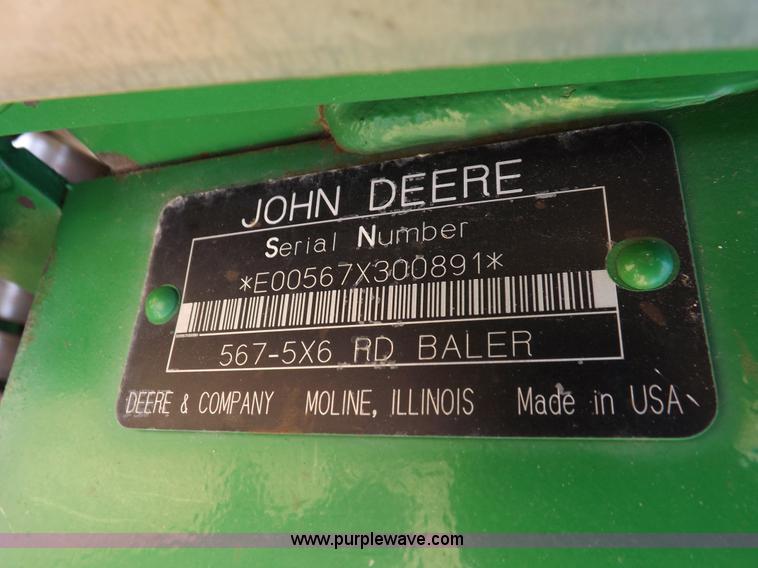 JOHN DEERE
Serial Number
*E00567X300891*
567-5X6 RD BALER
DEERE & COMPANY MOLINE, ILLINOIS Made in USA
www.purplewave.com